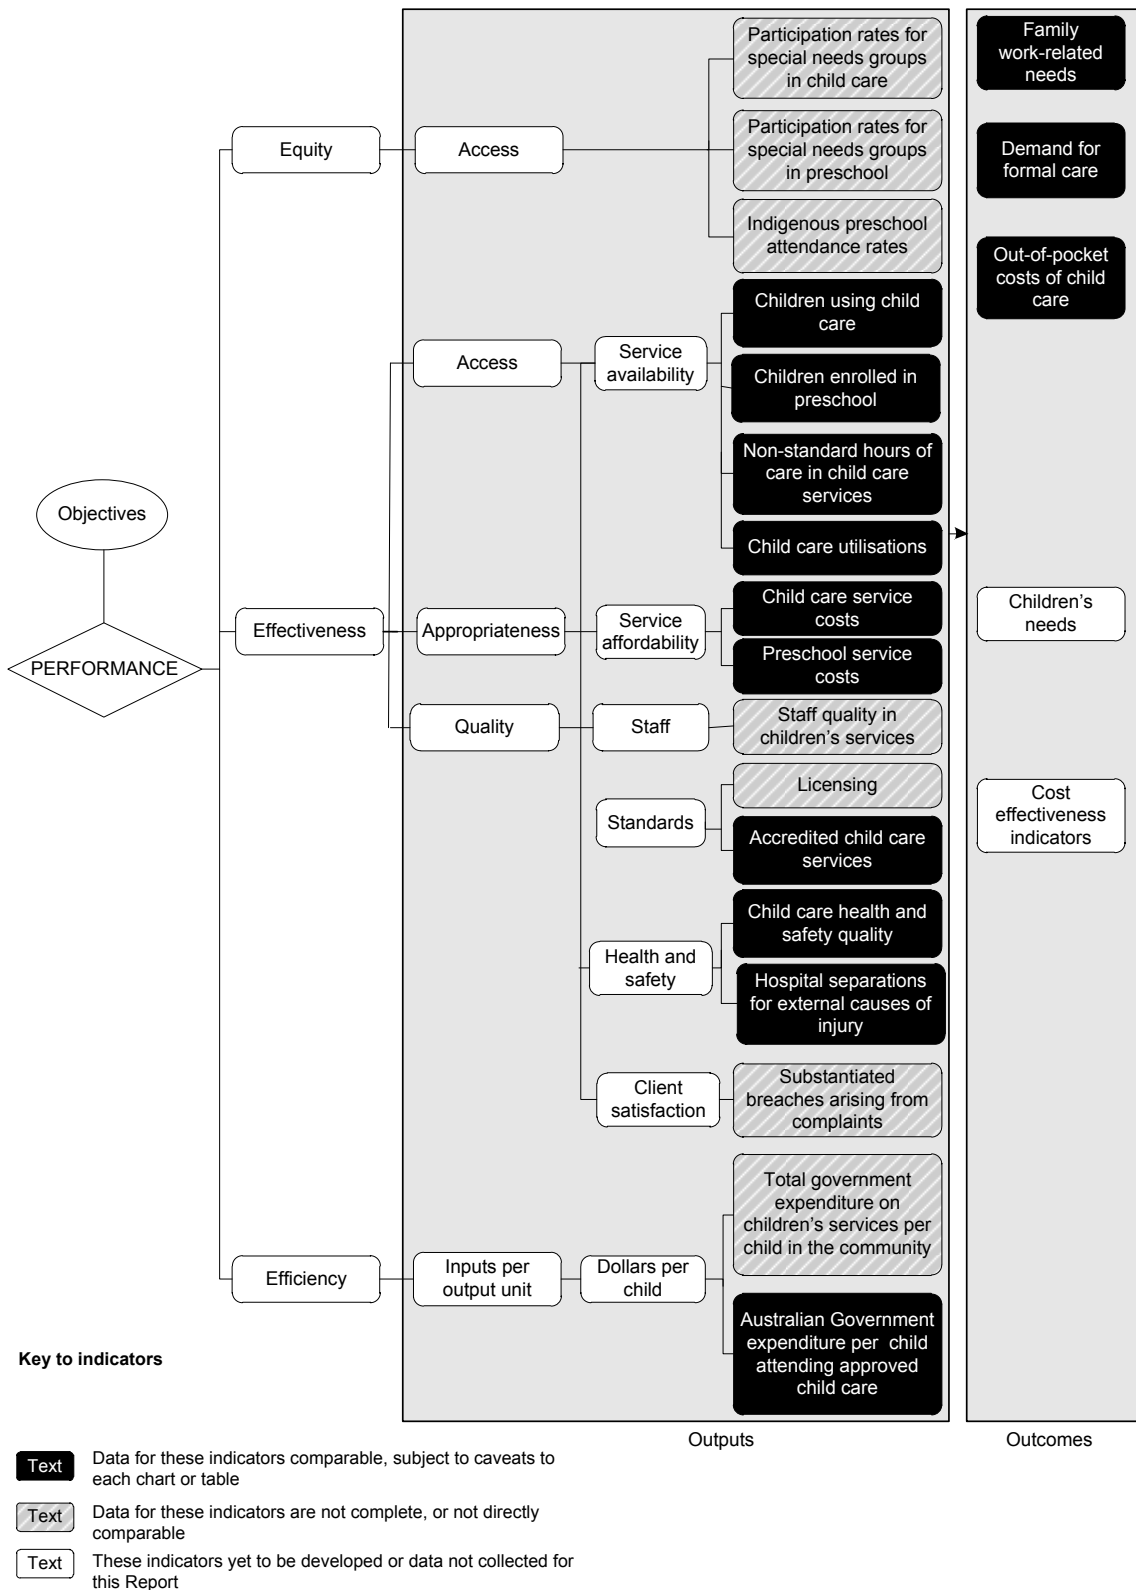 Participation rates for
special needs groups
in child care
Family
work-related
needs
Equity
Access
Participation rates for
special needs groups
in preschool
Demand for
formal care
Indigenous preschool
attendance rates
Out-of-pocket
costs of child
care
Children using child
care
Access
Service
availability
Children enrolled in
preschool
Non-standard hours of
care in child care
services
Objectives
Child care utilisations
PERFORMANCE
Effectiveness
Appropriateness
Service
affordability
Child care service
costs
Children's
needs
Preschool service
costs
Quality
Staff
Staff quality in
children's services
Standards
Licensing
Cost
effectiveness
indicators
Accredited child care
services
Health and
safety
Child care health and
safety quality
Hospital separations
for external causes of
injury
Client
satisfaction
Substantiated
breaches arising from
complaints
Efficiency
Inputs per
output unit
Dollars per
child
Total government
expenditure on
children's services per
child in the community
Australian Government
expenditure per child
attending approved
child care
Key to indicators
Outputs
Outcomes
Text
Data for these indicators comparable, subject to caveats to
each chart or table
Text
Data for these indicators are not complete, or not directly
comparable
Text
These indicators yet to be developed or data not collected for
this Report